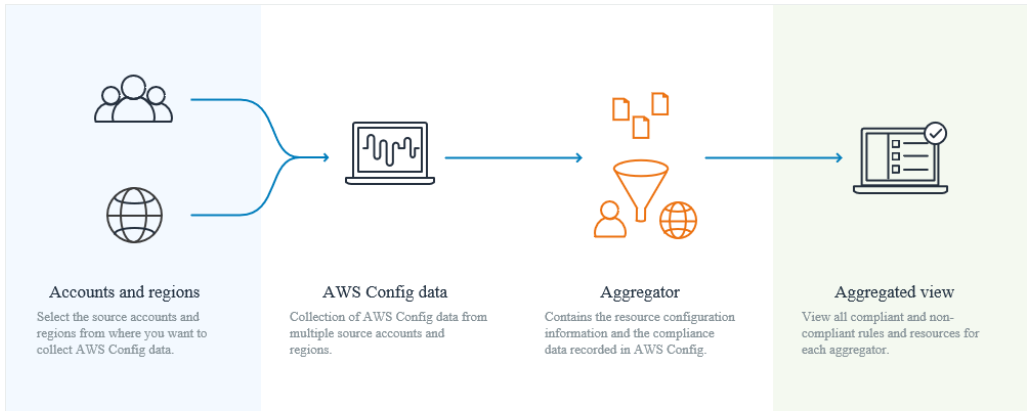 Accounts and regions
Select the source accounts and
regions from where you want to
collect AWS Config data.
AWS Config data
Collection of AWS Config data from
multiple source accounts and
regions.
Aggregator
Contains the resource configuration
information and the compliance
data recorded in AWS Config.
Aggregated view
View all compliant and non-
compliant rules and resources for
each aggregator.